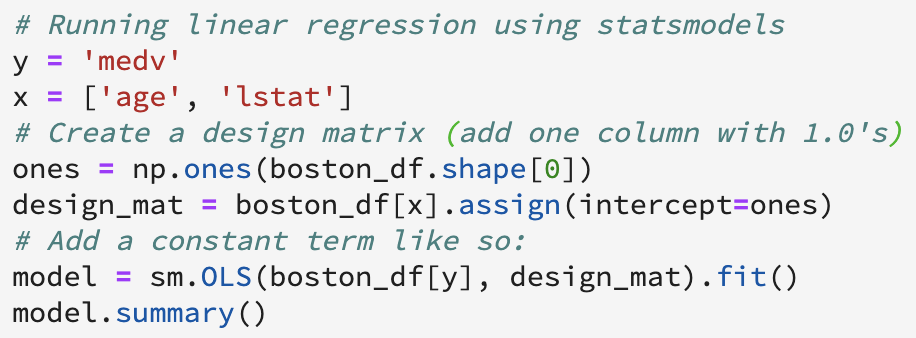 # Running linear regression using statsmodels
y = 'medv'
x = ['age', 'lstat']
# Create a design matrix (add one column with 1.0's)
ones = np.ones(boston_df.shape[0])
design_mat = boston_df[x].assign(intercept=ones)
# Add a constant term like so:
model = sm.OLS(boston_df[y], design_mat).fit()
model.summary()